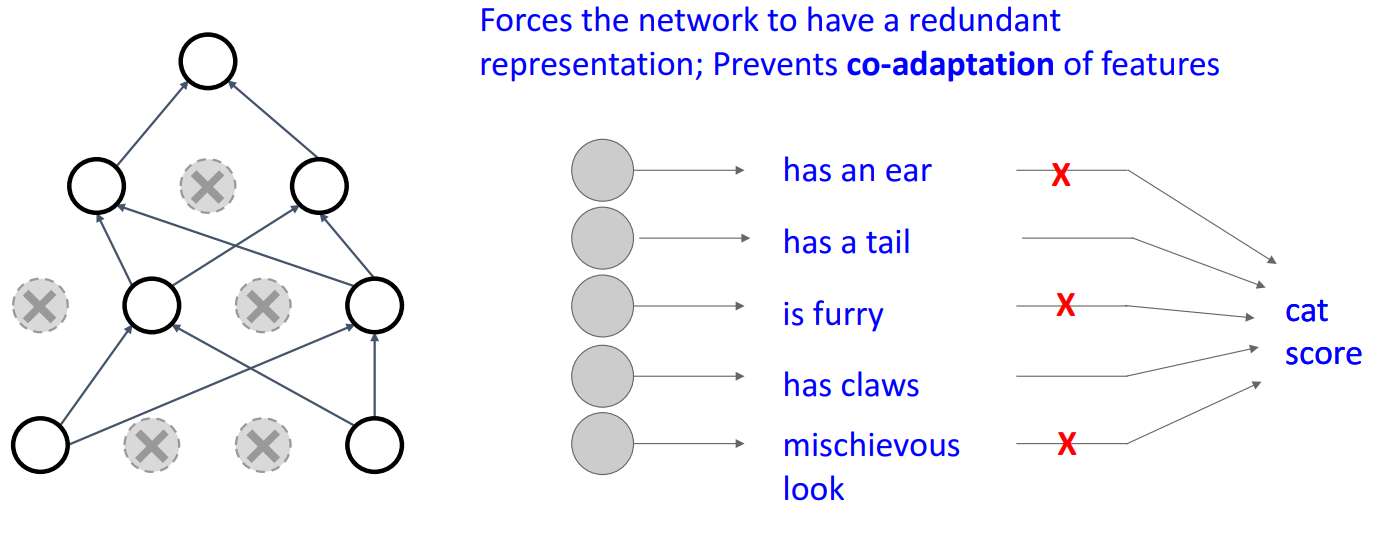 Forces the network to have a redundant
representation; Prevents co-adaptation of features
has an ear
X
has a tail
is furry
X
cat
score
has claws
mischievous
look
X